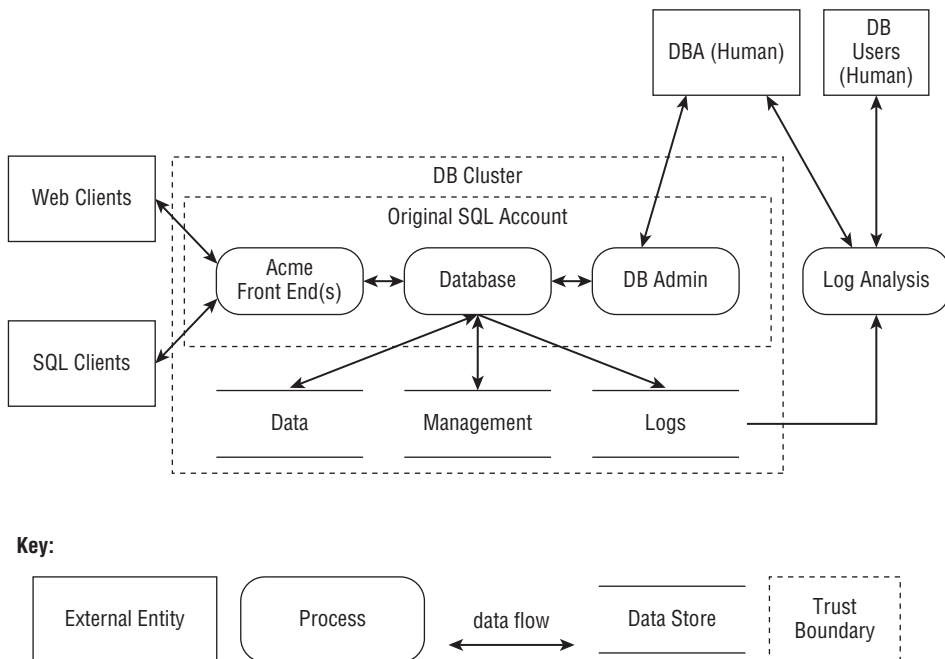 DBA (Human)
DB
Users
(Human)
Web Clients
DB Cluster
Original SQL Account
Acme
Front End(s)
Database
DB Admin
Log Analysis
SQL Clients
Data
Management
Logs
Key:
External Entity
Process
data flow
Data Store
Trust
Boundary